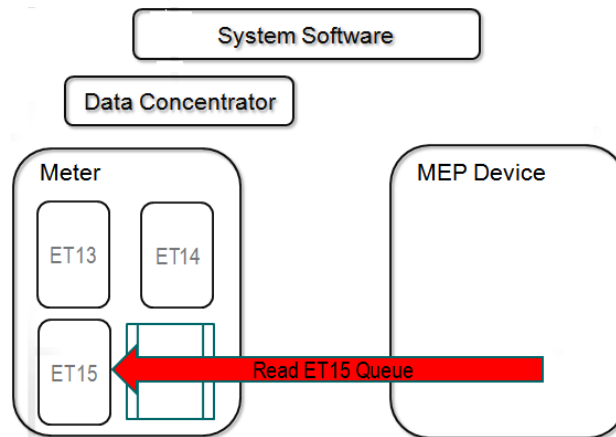 System Software
Data Concentrator
Meter
MEP Device
ET13
ET14
ET15
Read ET15 Queue